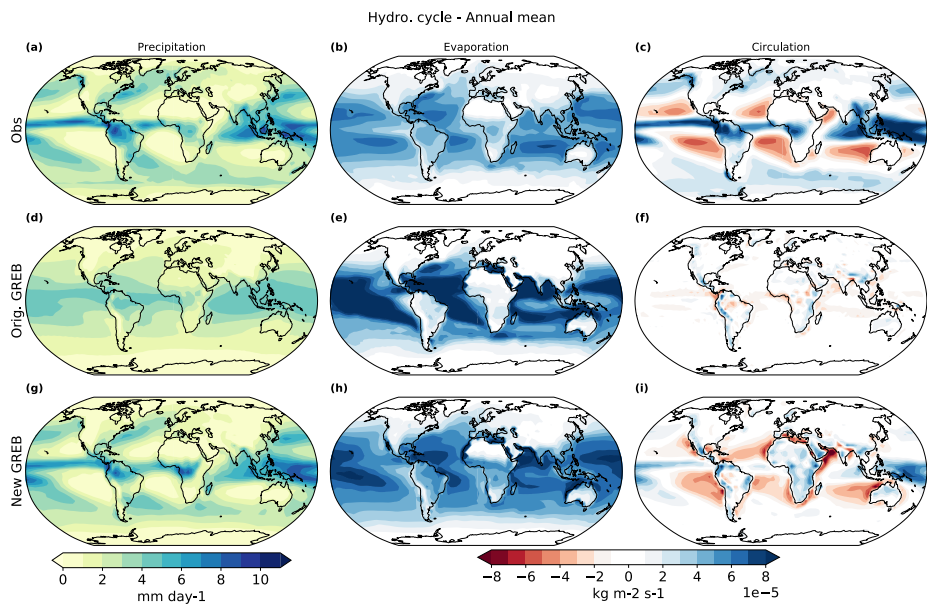 Hydro. cycle - Annual mean
(a) Precipitation (b) Evaporation (c) Circulation
Obs
(d) (e) (f)
Orig. GREB
(g) (h) (i)
New GREB
0 2 4 6 8 10
mm day-1
−8 −6 −4 −2 0 2 4 6 8
kg m-2 s-1 1e−5